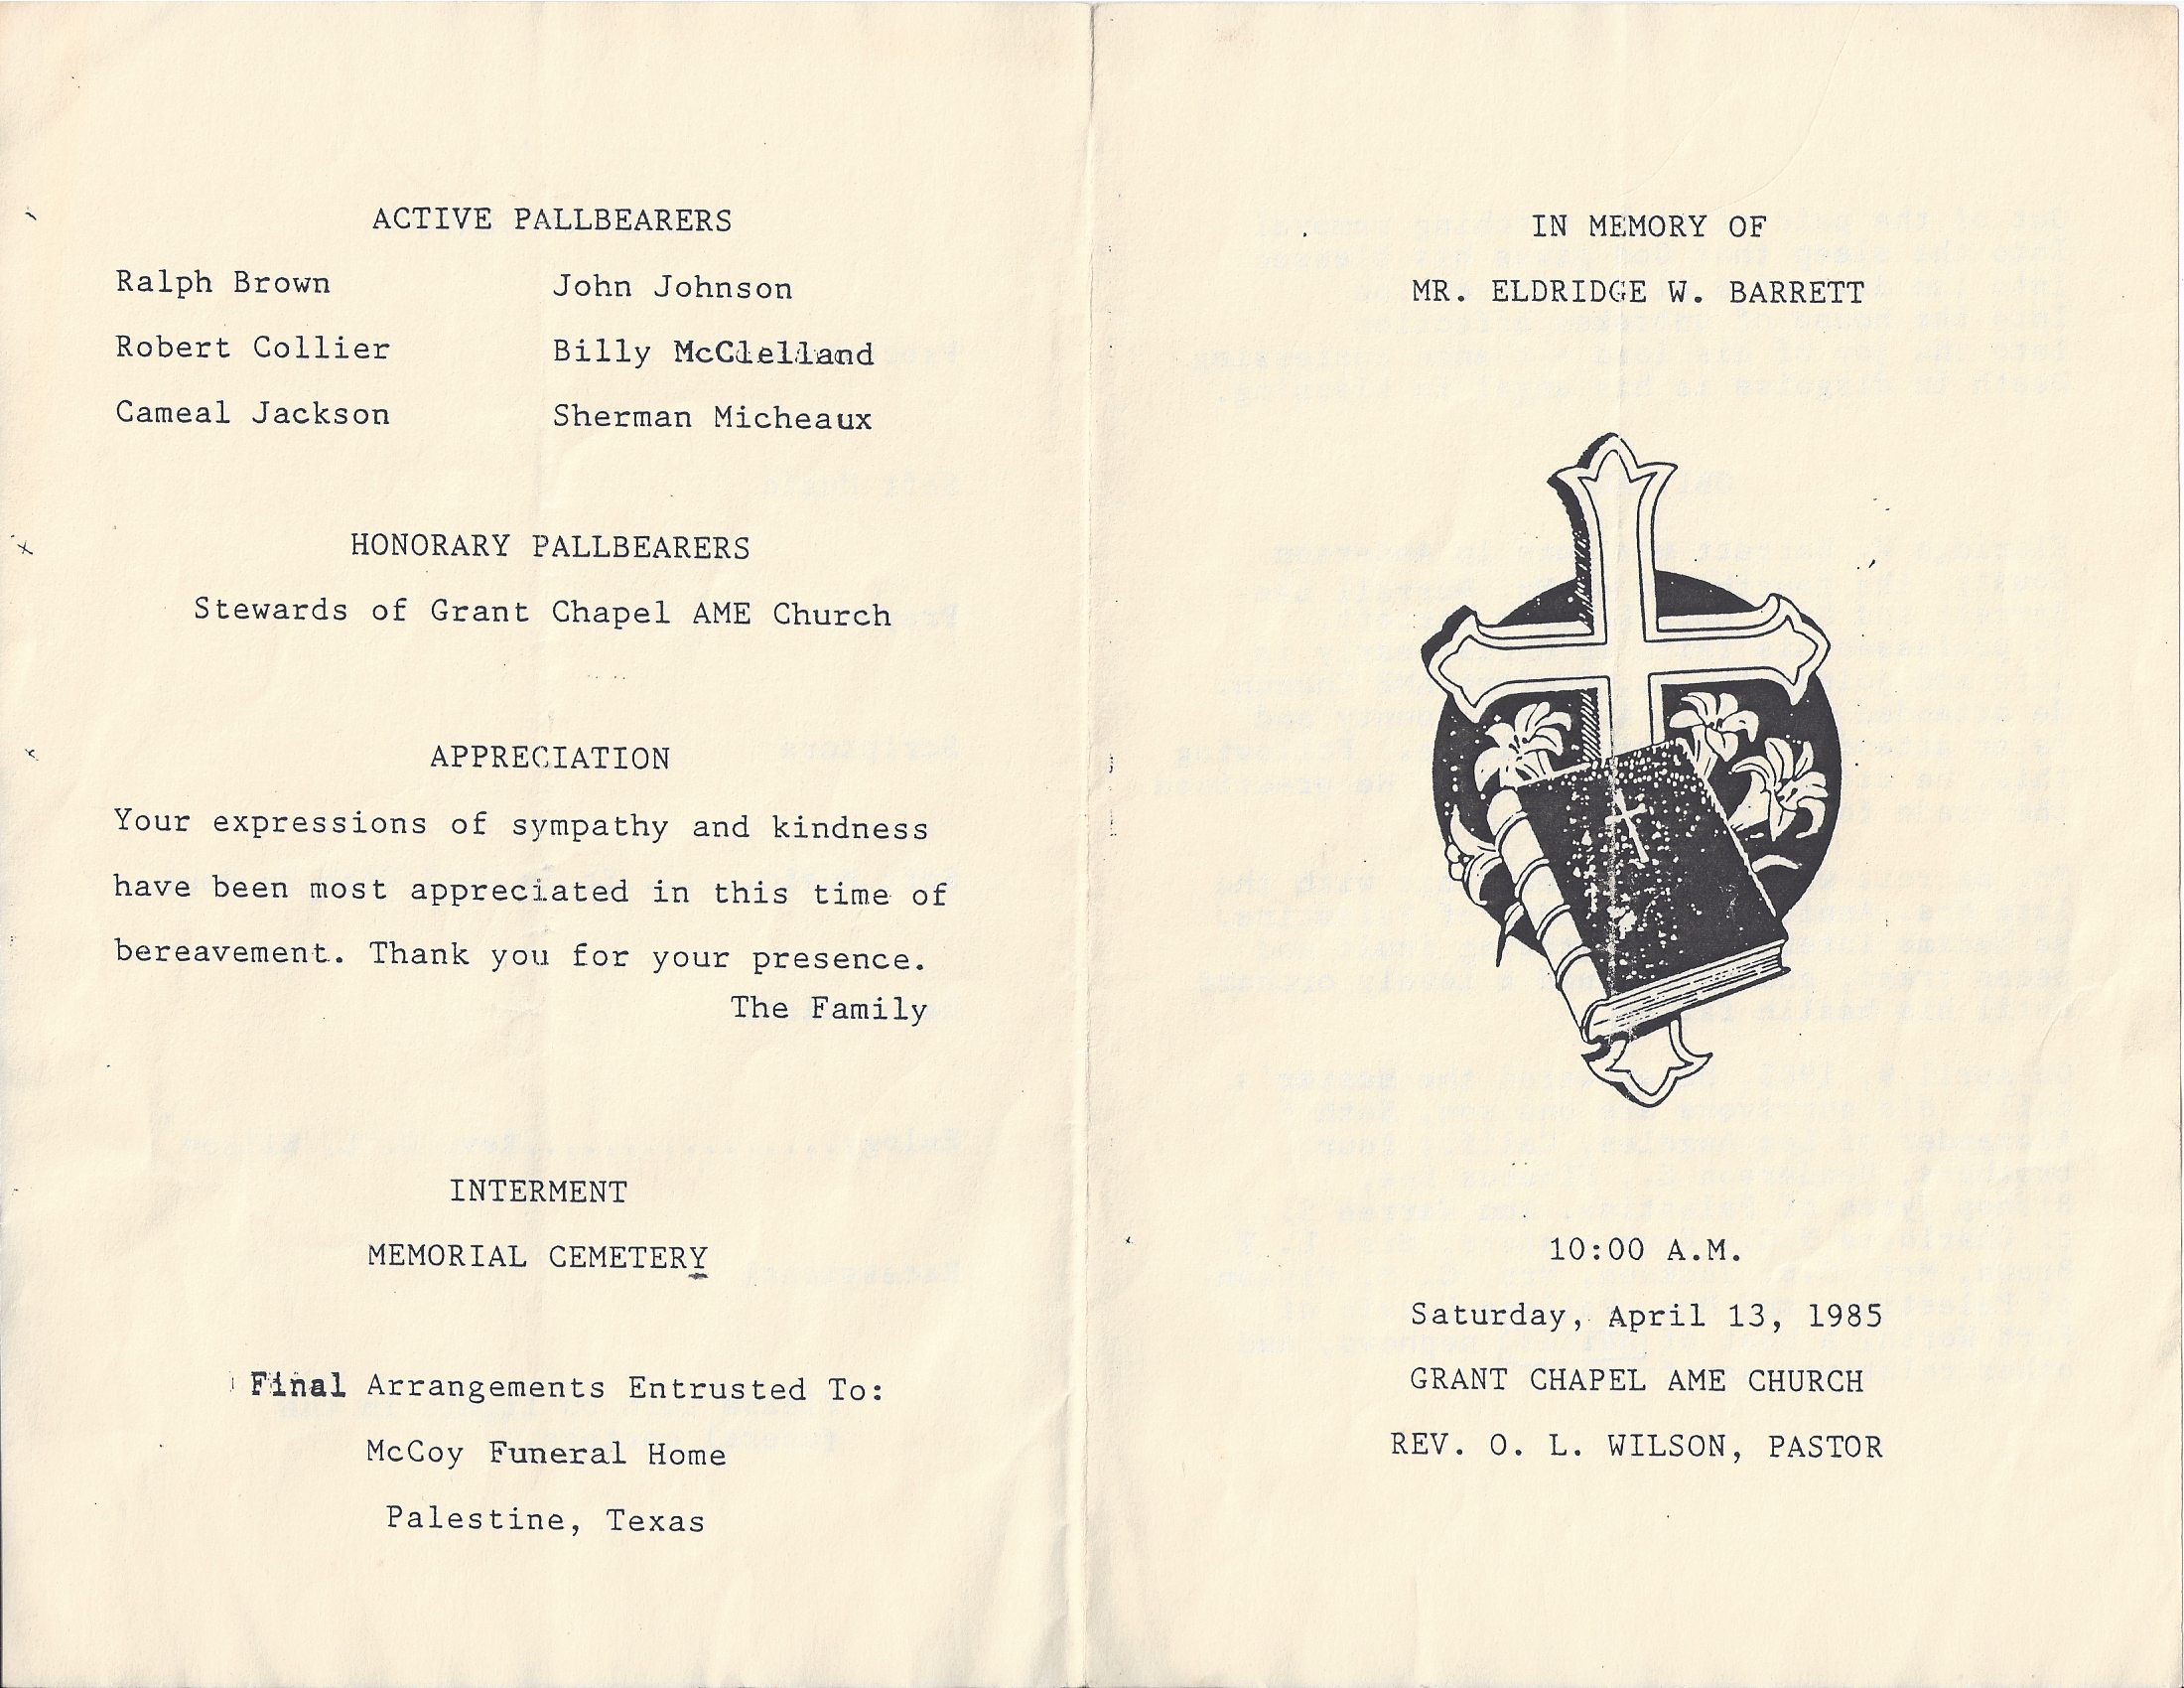 ACTIVE PALLBEARERS
Ralph Brown John Johnson
Robert Collier Billy McClelland
Cameal Jackson Sherman Micheaux
HONORARY PALLBEARERS
Stewards of Grant Chapel AME Church
APPRECIATION
Your expressions of sympathy and kindness
have been most appreciated in this time of
bereavement. Thank you for your presence.
The Family
INTERMENT
MEMORIAL CEMETERY
Final Arrangements Entrusted To:
McCoy Funeral Home
Palestine, Texas
IN MEMORY OF
MR. ELDRIDGE W. BARRETT
10:00 A.M.
Saturday, April 13, 1985
GRANT CHAPEL AME CHURCH
REV. O. L. WILSON, PASTOR